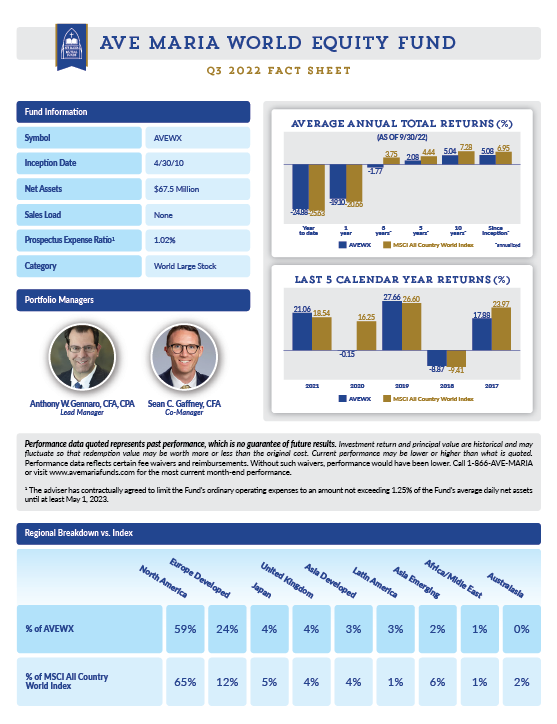 AVE MARIA WORLD EQUITY FUND
Q3 2022 FACT SHEET
Fund Information
Symbol AVEWX
Inception Date 4/30/10
Net Assets $67.5 Million
Sales Load None
Prospectus Expense Ratio¹ 1.02%
Category World Large Stock
Portfolio Managers
Anthony W.Gennaro, CFA, CPA
Lead Manager
Sean C. Gaffney, CFA
Co-Manager
AVERAGE ANNUAL TOTAL RETURNS (%)
(AS OF 9/30/22)
-24.88 -25.63 -1.77 3.75 2.08 4.44 5.04 7.28 5.08 6.95
Year to date
1 year
5 years*
10 years*
Since Inception*
AVEWX MSCI All Country World Index *annualized
LAST 5 CALENDAR YEAR RETURNS (%)
21.06 18.54 -0.15 16.25 27.66 26.60 -8.87 -9.41 17.88 23.97
2021 2020 2019 2018 2017
AVEWX MSCI All Country World Index
Performance data quoted represents past performance, which is no guarantee of future results. Investment return and principal value are historical and may
fluctuate so that redemption value may be worth more or less than the original cost. Current performance may be lower or higher than what is quoted.
Performance data reflects certain fee waivers and reimbursements. Without such waivers, performance would have been lower. Call 1-866-AVE-MARIA
or visit www.avemariafunds.com for the most current month-end performance.
¹ The adviser has contractually agreed to limit the Fund's ordinary operating expenses to an amount not exceeding 1.25% of the Fund's average daily net assets
until at least May 1, 2023.
Regional Breakdown vs. Index
North America Europe Developed Japan United Kingdom Asia Developed Latin America Asia Emerging Africa/Midle East Australasia
% of AVEWX 59% 24% 4% 4% 3% 3% 2% 1% 0%
% of MSCI All Country
World Index 65% 12% 5% 4% 4% 1% 6% 1% 2%